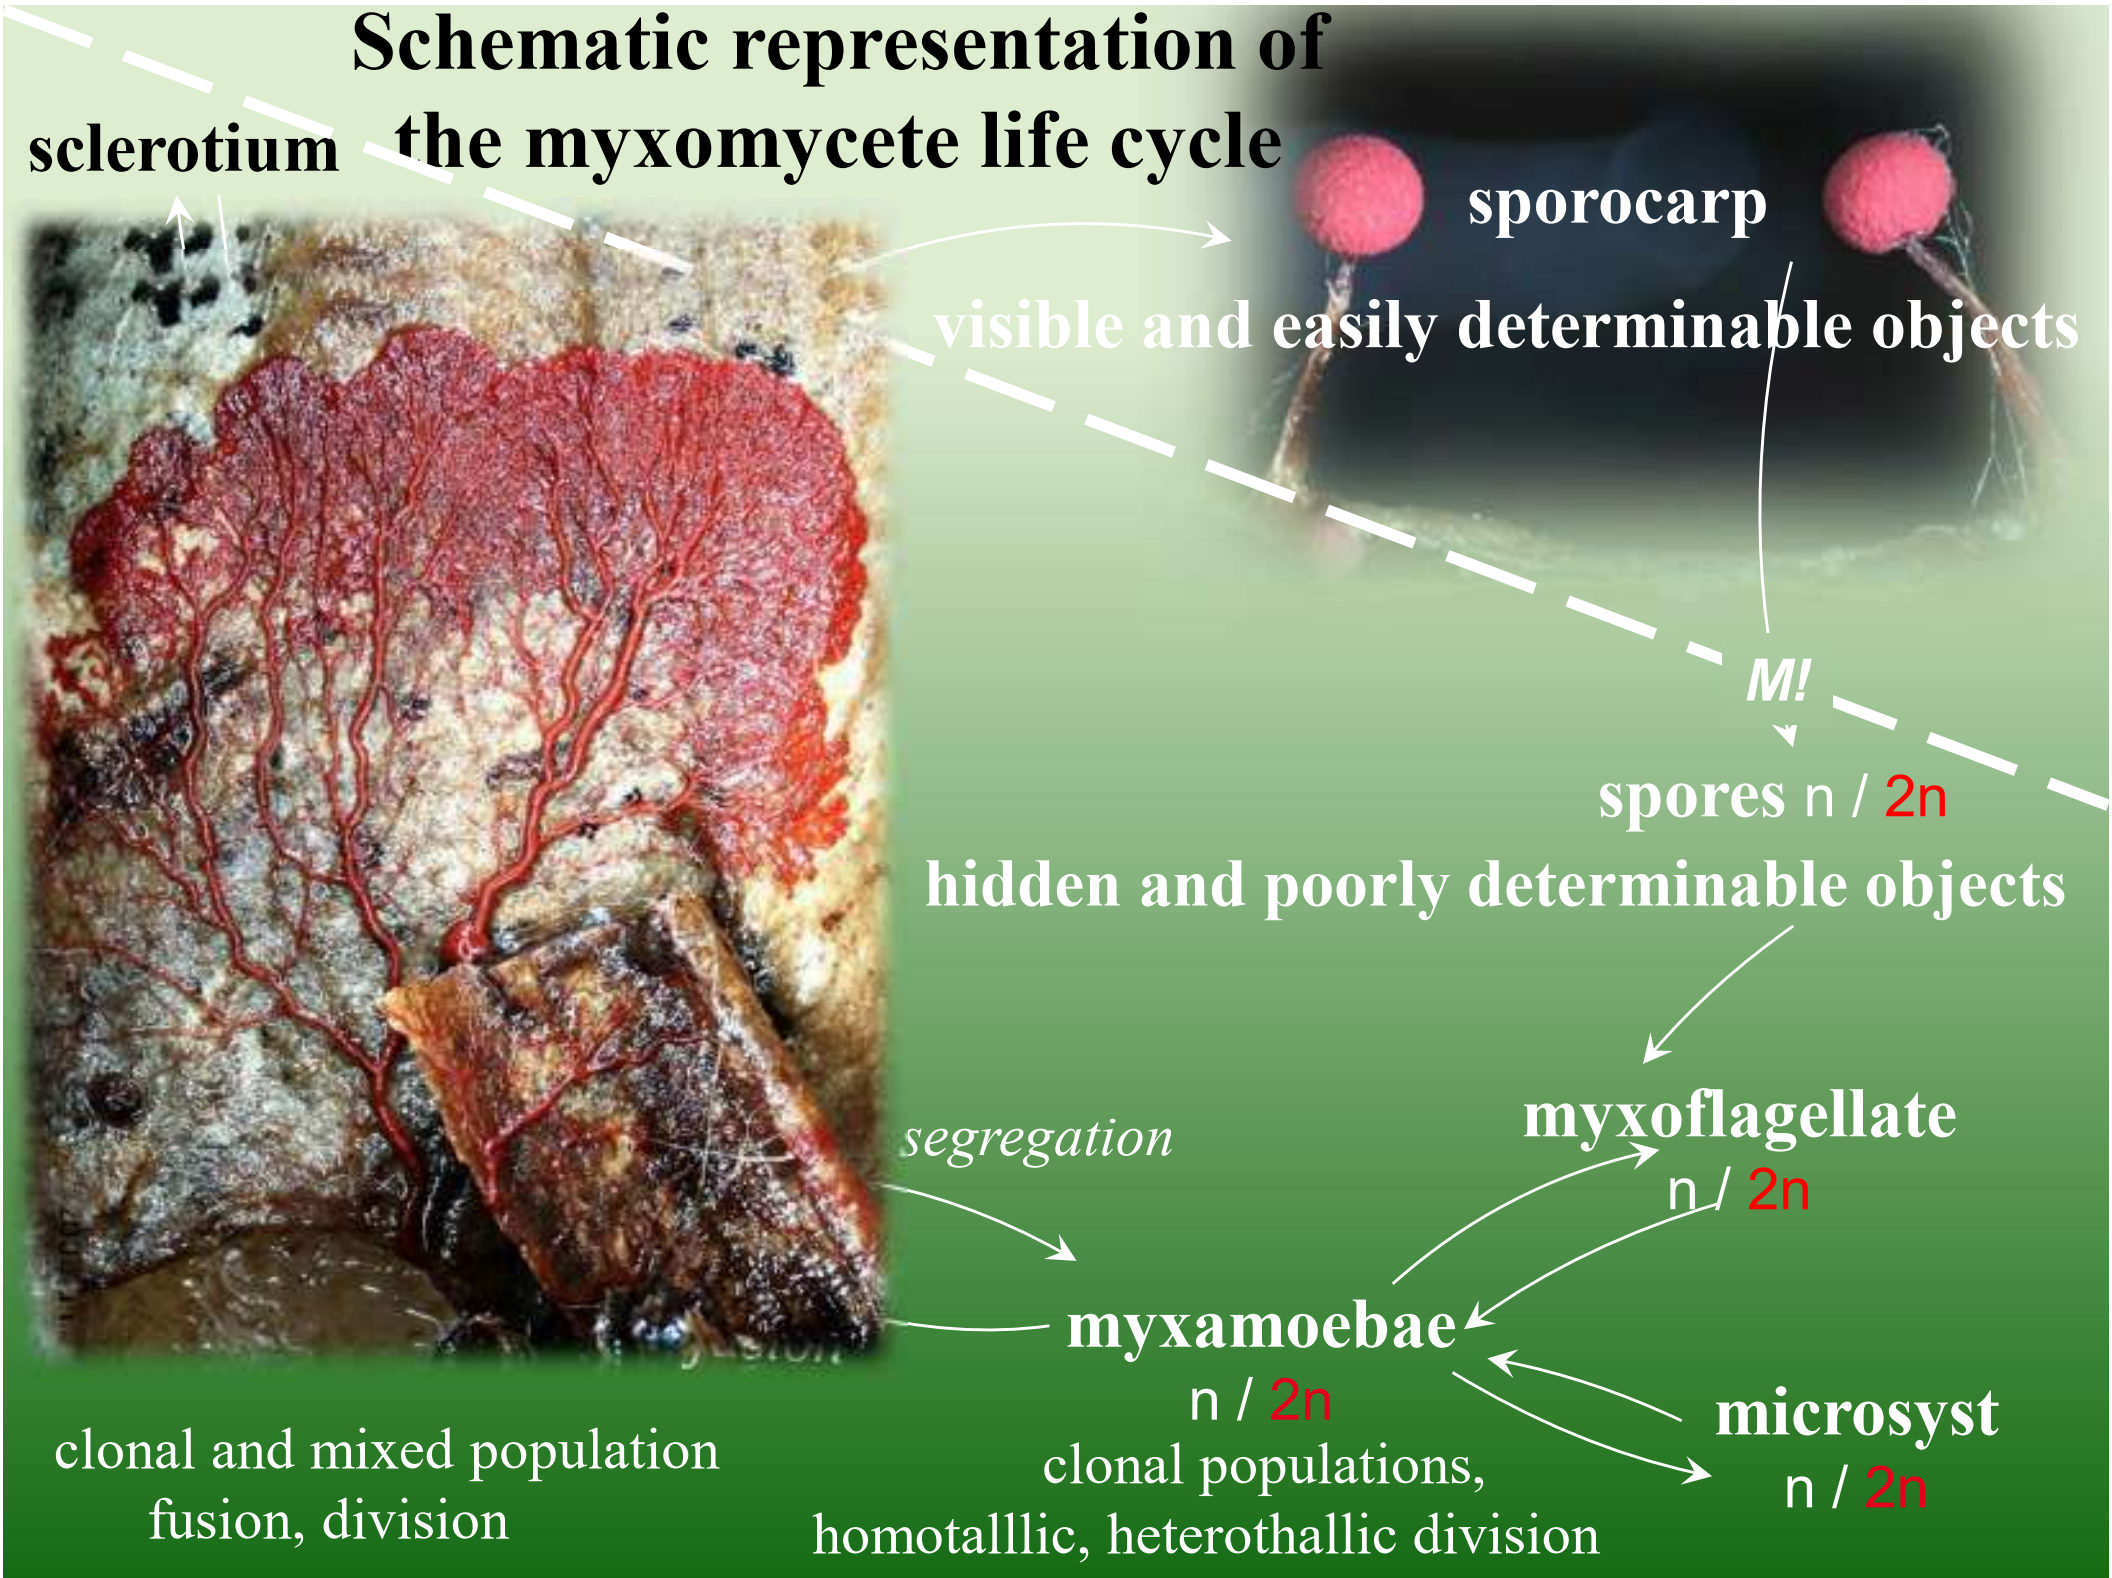 Schematic representation of
the myxomycete life cycle
sclerotium
sporocarp
visible and easily determinable objects
M!
spores n / 2n
hidden and poorly determinable objects
myxoflagellate
n / 2n
segregation
myxamoebae
n / 2n
microsyst
n / 2n
clonal and mixed population
fusion, division
clonal populations,
homotalllic, heterothallic division